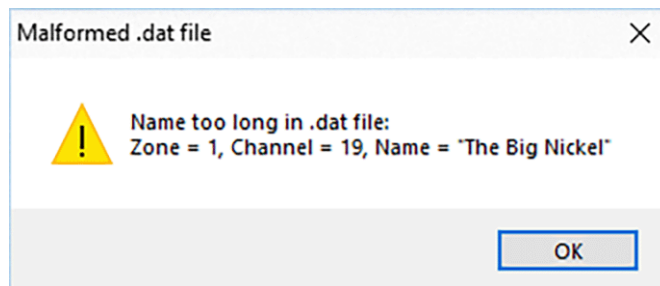 Malformed .dat file
Name too long in .dat file:
Zone = 1, Channel = 19, Name = "The Big Nickel"
OK